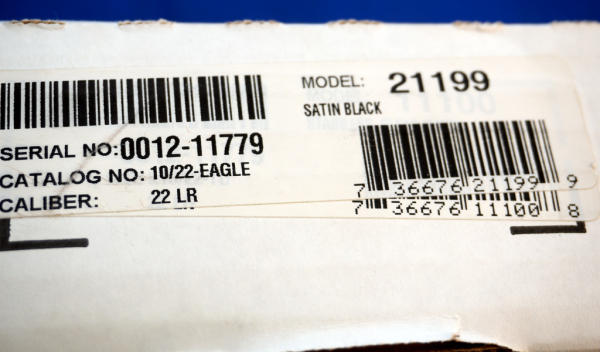 MODEL: 21199
SATIN BLACK
SERIAL NO: 0012-11779
CATALOG NO: 10/22-EAGLE
CALIBER: 22 LR
7 36676 21199 9
7 36676 11100 8